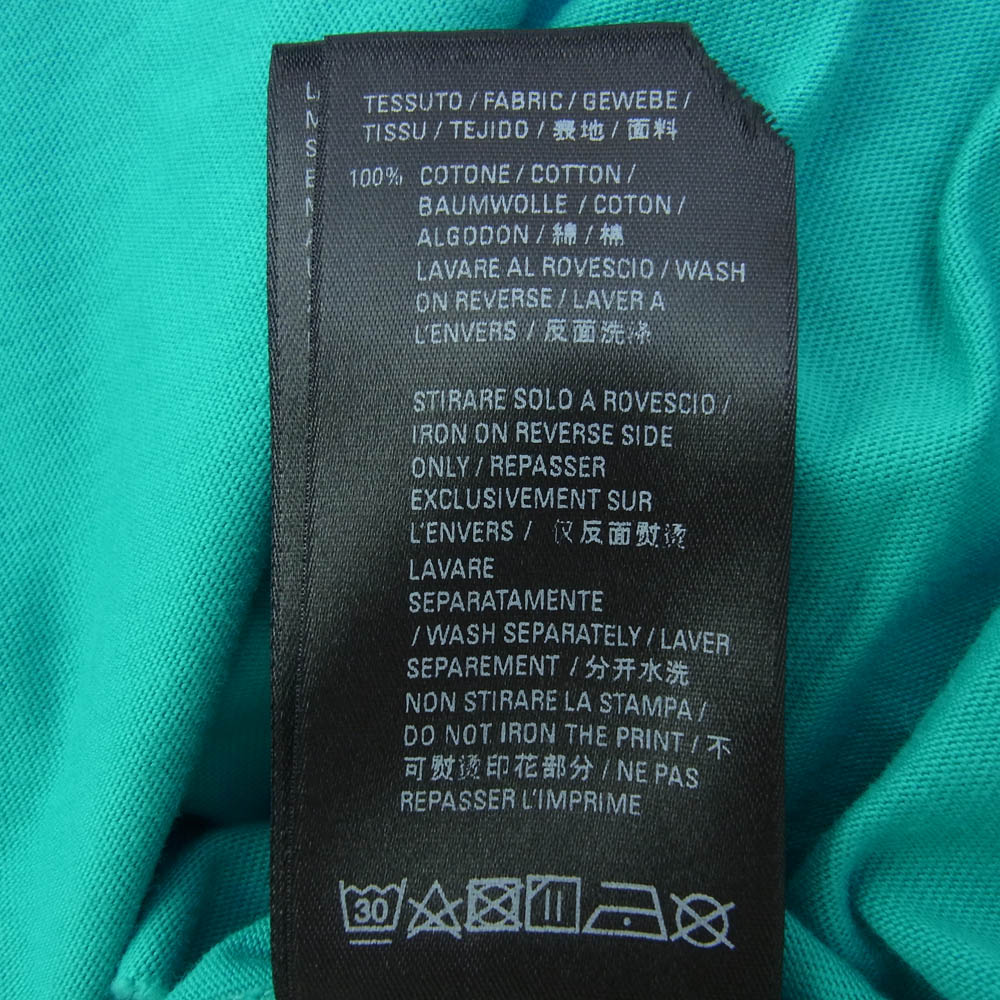 TESSUTO / FABRIC / GEWEBE /
TISSU / TEJIDO / 表地 / 面料
100% COTONE / COTTON /
BAUMWOLLE / COTON /
ALGODON / 綿 / 棉
LAVARE AL ROVESCIO / WASH
ON REVERSE / LAVER A
L'ENVERS / 反面洗涤
STIRARE SOLO A ROVESCIO /
IRON ON REVERSE SIDE
ONLY / REPASSER
EXCLUSIVEMENT SUR
L'ENVERS / 仅反面熨烫
LAVARE
SEPARATAMENTE
/ WASH SEPARATELY / LAVER
SEPAREMENT / 分开水洗
NON STIRARE LA STAMPA /
DO NOT IRON THE PRINT / 不
可熨烫印花部分 / NE PAS
REPASSER L'IMPRIME
30